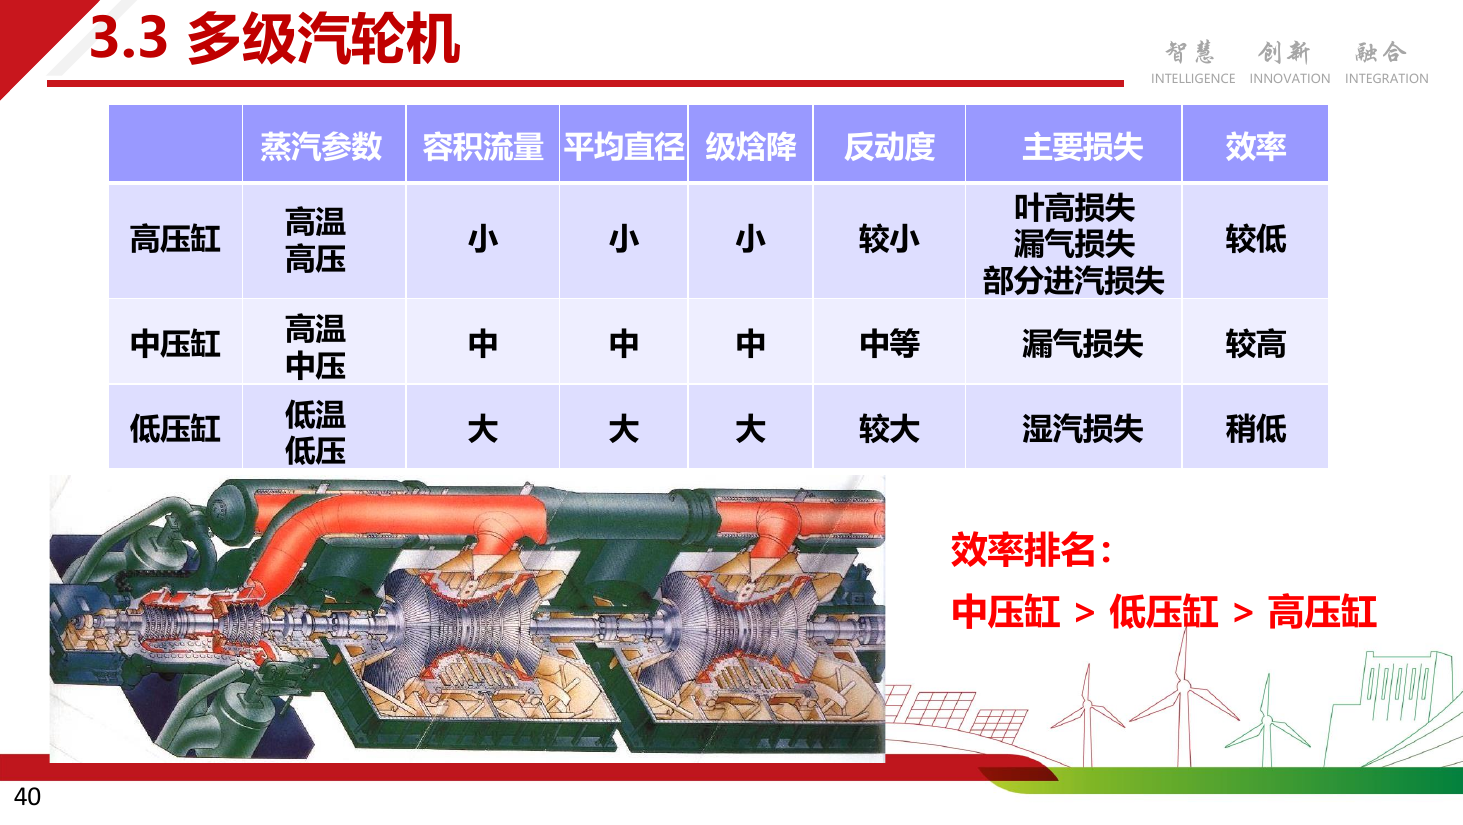 3.3 多级汽轮机
智慧 创新 融合
INTELLIGENCE INNOVATION INTEGRATION
蒸汽参数 容积流量 平均直径 级焓降 反动度 主要损失 效率
高压缸 高温 高压 小 小 小 较小 叶高损失 漏气损失 部分进汽损失 较低
中压缸 高温 中压 中 中 中 中等 漏气损失 较高
低压缸 低温 低压 大 大 大 较大 湿汽损失 稍低
效率排名：
中压缸 > 低压缸 > 高压缸
40